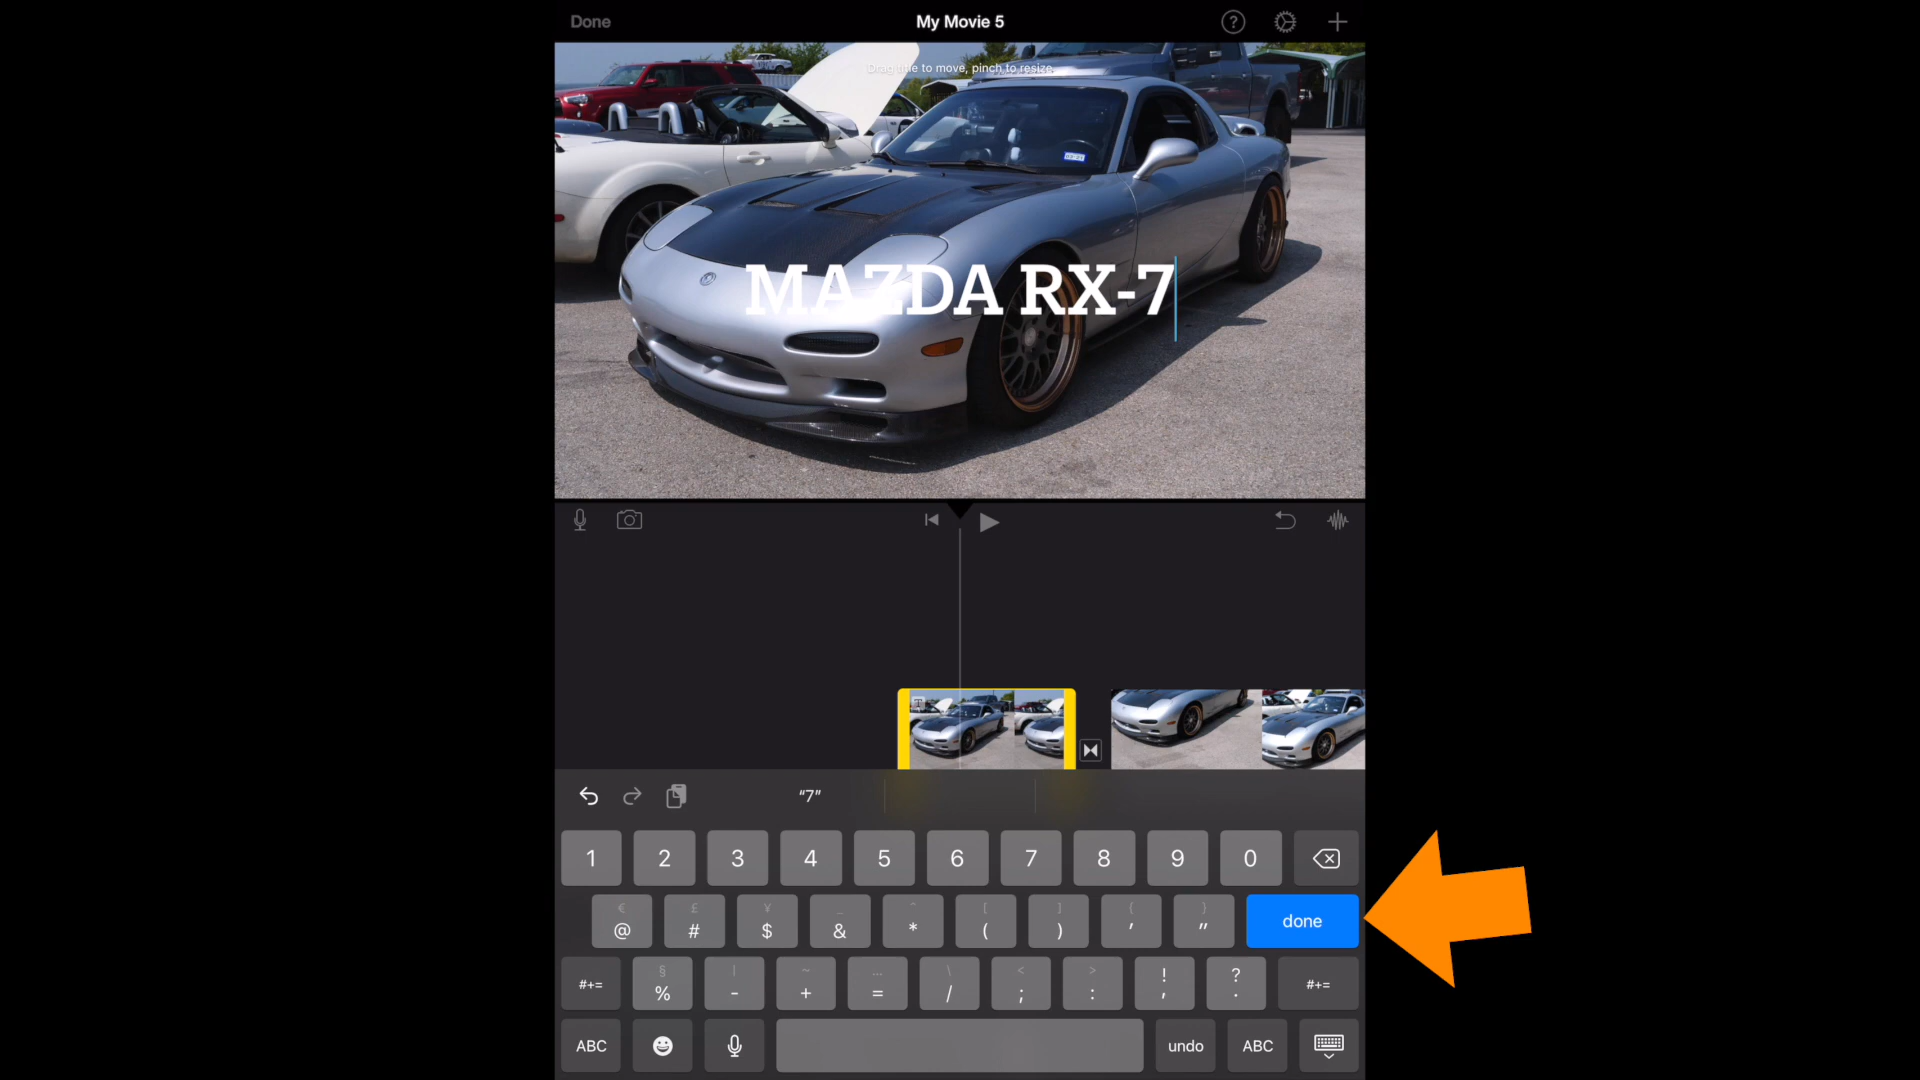 Done My Movie 5 ?
Drag title to move, pinch to resize.
MAZDA RX-7
T
“7”
1 2 3 4 5 6 7 8 9 0
€ £ ¥ _ ^ [ ] { }
@ # $ & * ( ) ' " done
§ | ~ … \ < > ! ?
#+= % - + = / ; : , . #+=
ABC undo ABC